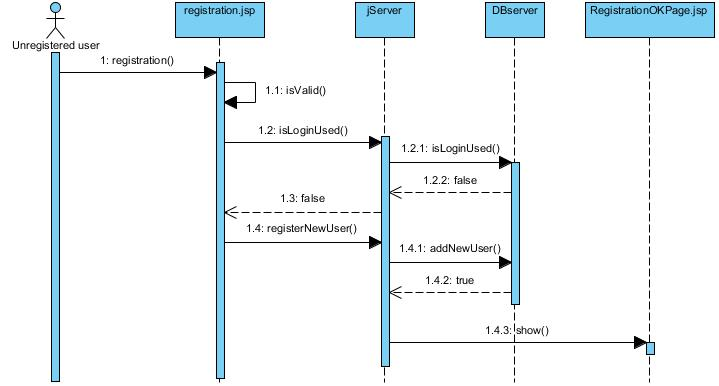 registration.jsp
jServer
DBserver
RegistrationOKPage.jsp
Unregistered user
1: registration()
1.1: isValid()
1.2: isLoginUsed()
1.2.1: isLoginUsed()
1.2.2: false
1.3: false
1.4: registerNewUser()
1.4.1: addNewUser()
1.4.2: true
1.4.3: show()